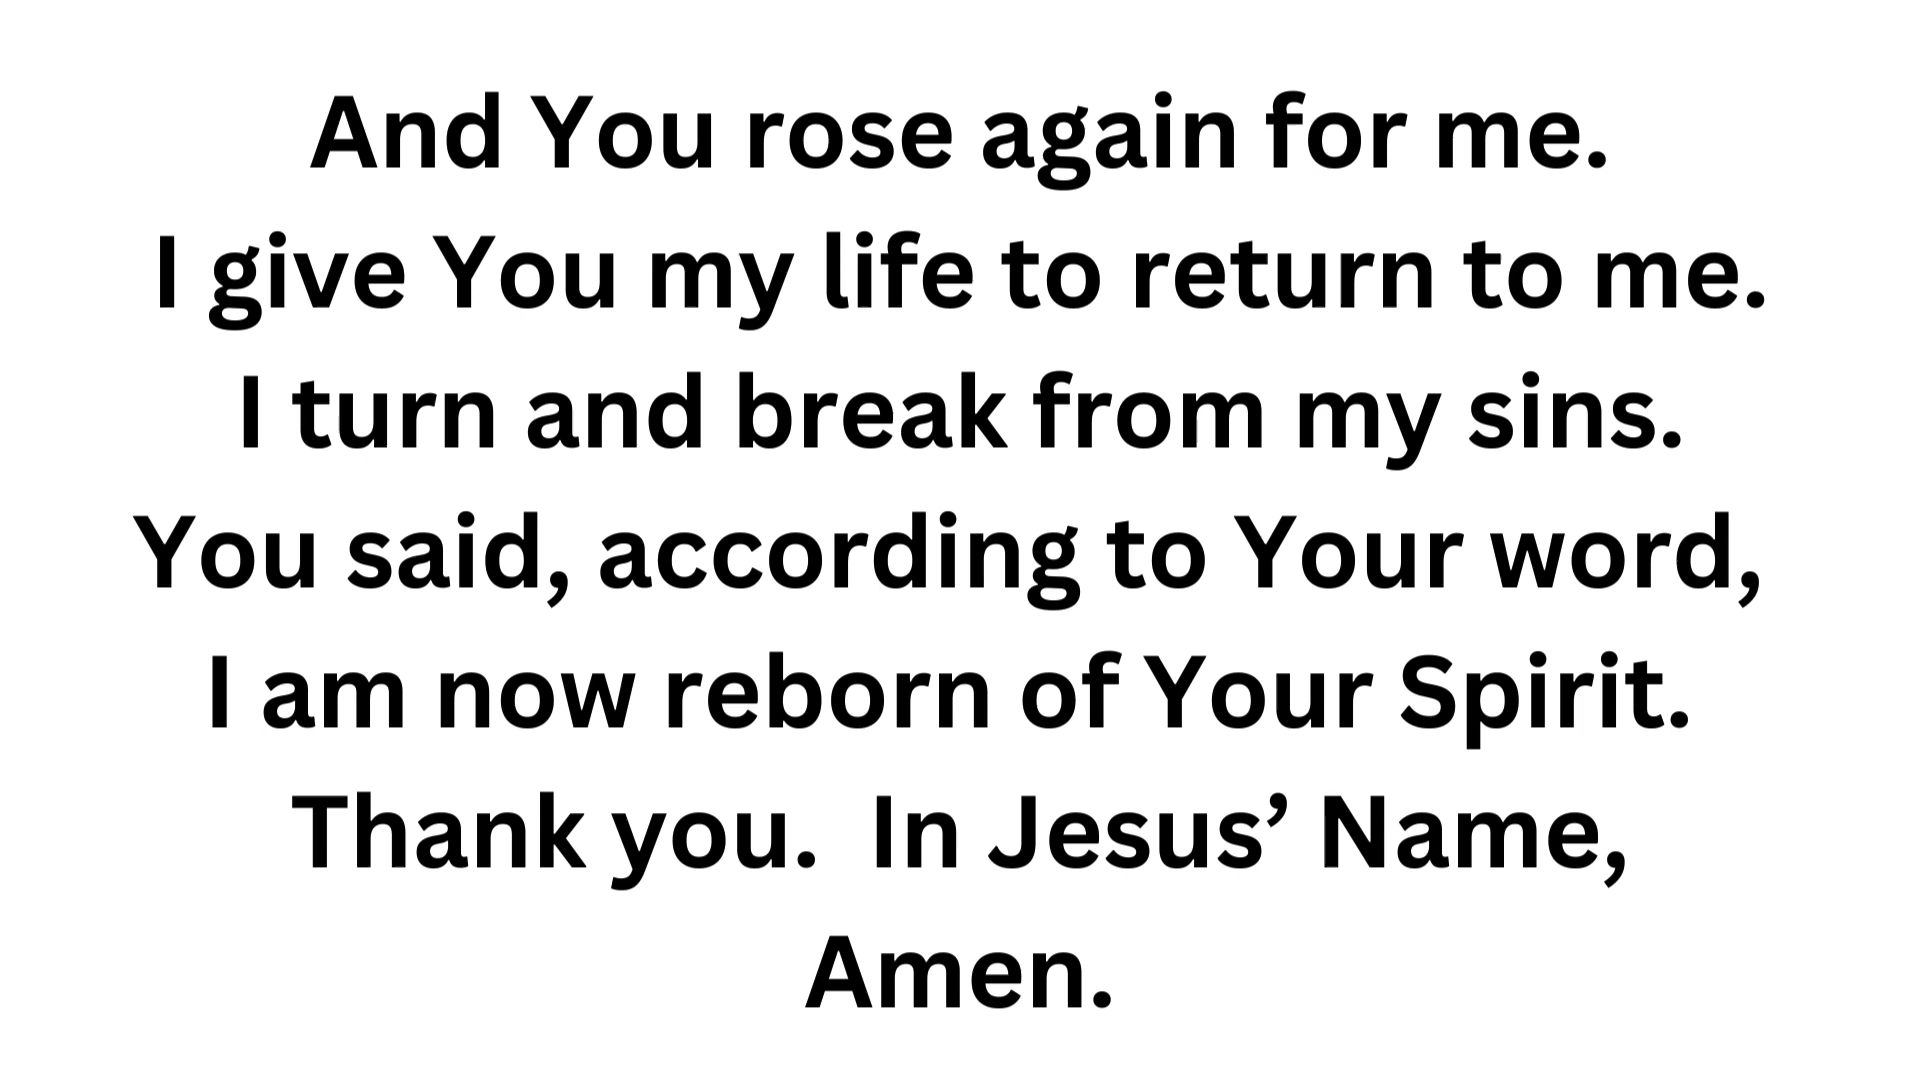 And You rose again for me.
I give You my life to return to me.
I turn and break from my sins.
You said, according to Your word,
I am now reborn of Your Spirit.
Thank you.  In Jesus’ Name,
Amen.